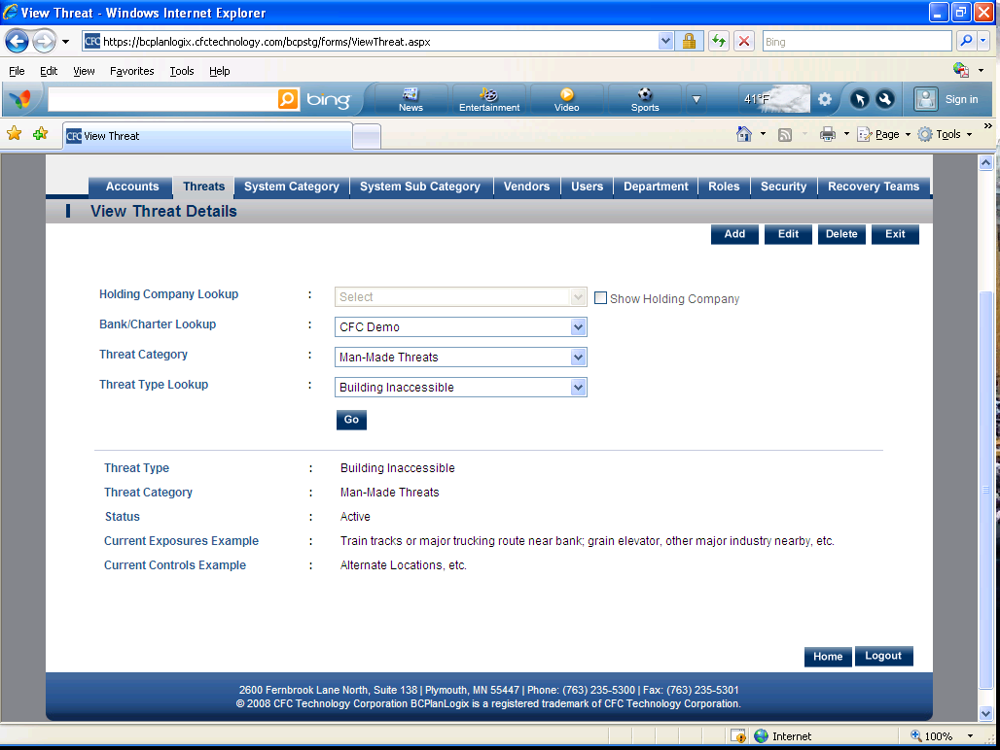 View Threat - Windows Internet Explorer
https://bcplanlogix.cfctechnology.com/bcpstg/forms/ViewThreat.aspx
Bing
File Edit View Favorites Tools Help
bing News Entertainment Video Sports 41°F Sign in
CFC View Threat Page Tools
Accounts Threats System Category System Sub Category Vendors Users Department Roles Security Recovery Teams
View Threat Details
Add Edit Delete Exit
Holding Company Lookup : Select Show Holding Company
Bank/Charter Lookup : CFC Demo
Threat Category : Man-Made Threats
Threat Type Lookup : Building Inaccessible
Go
Threat Type : Building Inaccessible
Threat Category : Man-Made Threats
Status : Active
Current Exposures Example : Train tracks or major trucking route near bank; grain elevator, other major industry nearby, etc.
Current Controls Example : Alternate Locations, etc.
Home Logout
2600 Fernbrook Lane North, Suite 138 | Plymouth, MN 55447 | Phone: (763) 235-5300 | Fax: (763) 235-5301
© 2008 CFC Technology Corporation BCPlanLogix is a registered trademark of CFC Technology Corporation.
Internet 100%